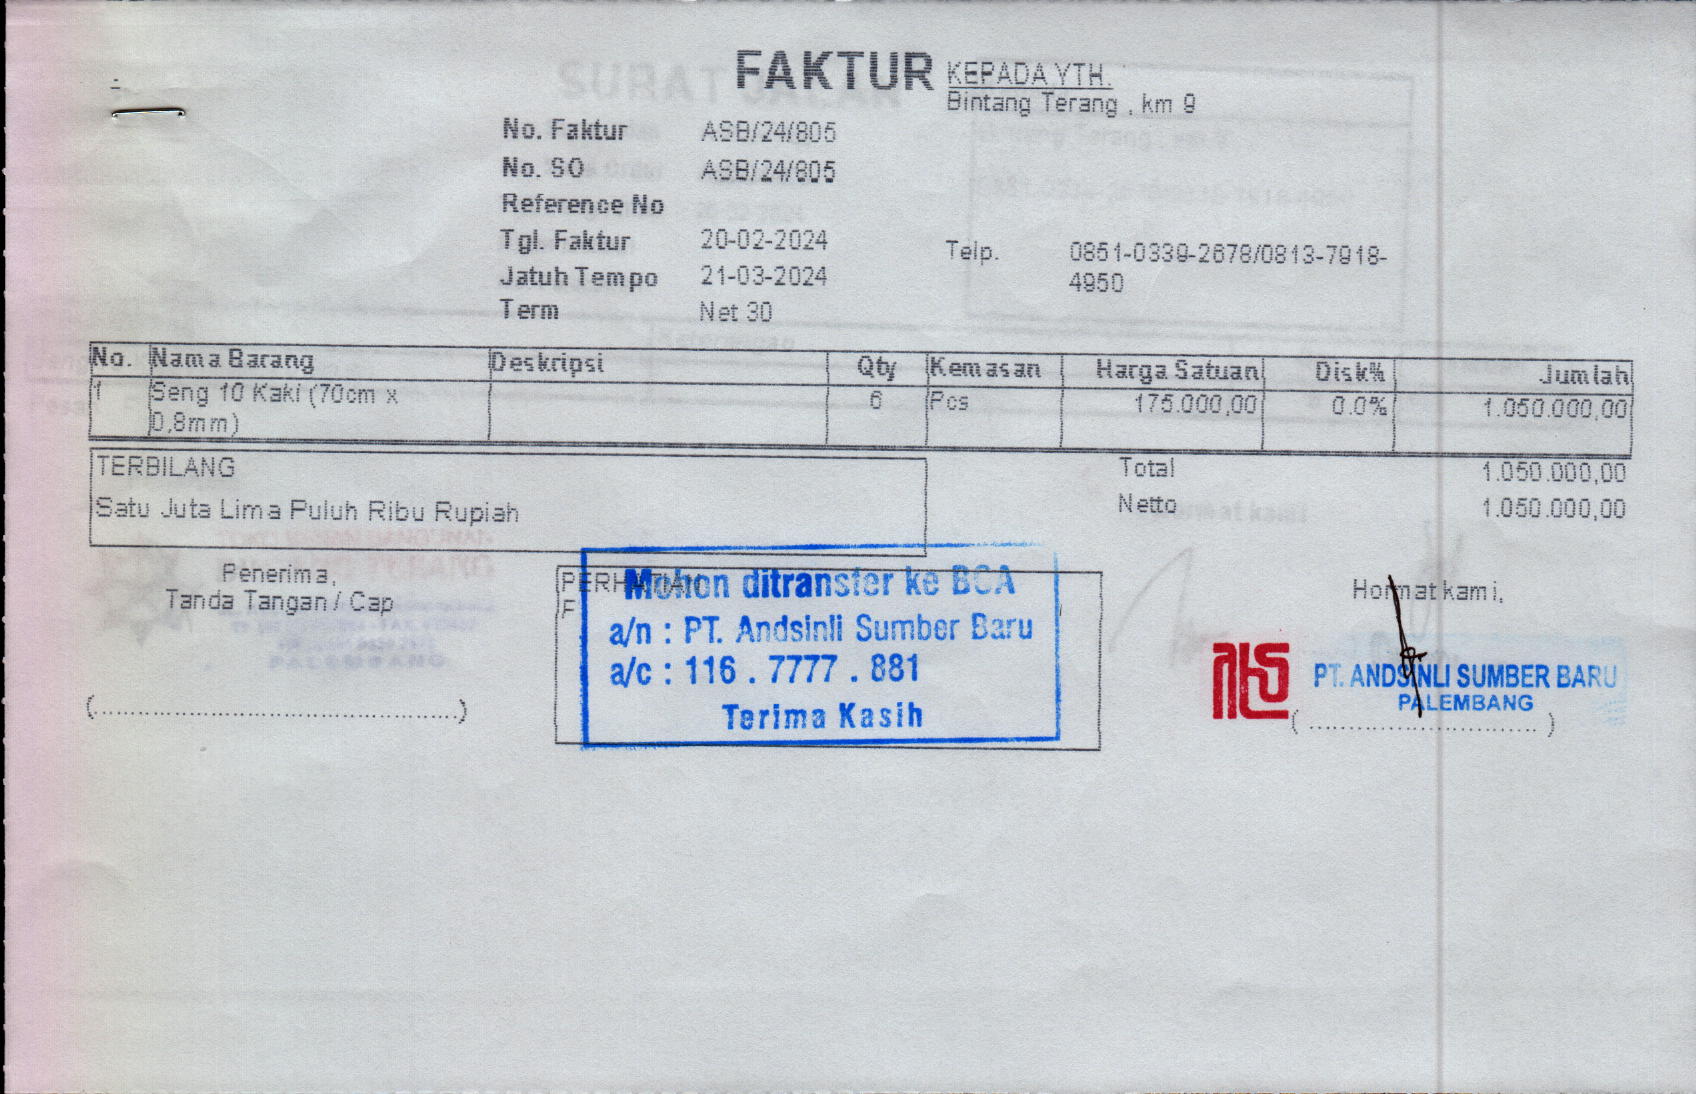 FAKTUR
KEPADA YTH.
Bintang Terang , km 9
No. Faktur ASB/24/805
No. SO ASB/24/805
Reference No
Tgl. Faktur 20-02-2024
Telp. 0851-0339-2678/0813-7918-
4950
Jatuh Tempo 21-03-2024
Term Net 30
No. Nama Barang Deskripsi Qty Kemasan Harga Satuan Disk% Jumlah
1 Seng 10 Kaki (70cm x 6 Pcs 175.000,00 0.0% 1.050.000,00
0,8mm)
TERBILANG
Satu Juta Lima Puluh Ribu Rupiah
Total 1.050.000,00
Netto 1.050.000,00
Penerima,
Tanda Tangan / Cap
(.....................................................)
Mohon ditransfer ke BCA
a/n : PT. Andsinli Sumber Baru
a/c : 116 . 7777 . 881
Terima Kasih
Hormat kami,
PT. ANDSINLI SUMBER BARU
PALEMBANG
( ................................. )